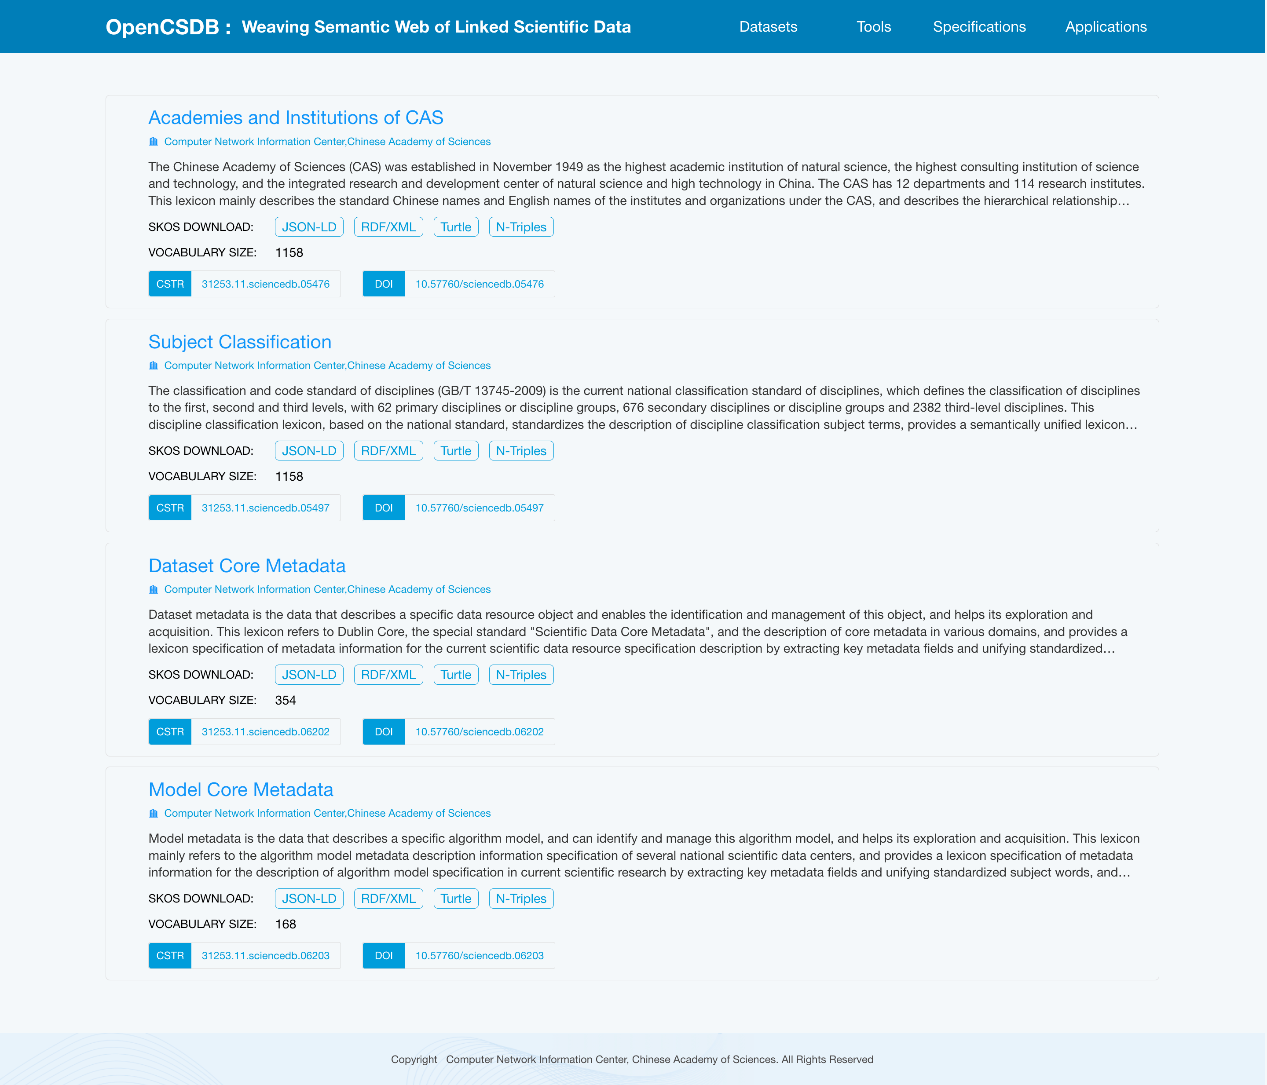 OpenCSDB : Weaving Semantic Web of Linked Scientific Data
Datasets Tools Specifications Applications
Academies and Institutions of CAS
Computer Network Information Center,Chinese Academy of Sciences
The Chinese Academy of Sciences (CAS) was established in November 1949 as the highest academic institution of natural science, the highest consulting institution of science
and technology, and the integrated research and development center of natural science and high technology in China. The CAS has 12 departments and 114 research institutes.
This lexicon mainly describes the standard Chinese names and English names of the institutes and organizations under the CAS, and describes the hierarchical relationship…
SKOS DOWNLOAD: JSON-LD RDF/XML Turtle N-Triples
VOCABULARY SIZE: 1158
CSTR 31253.11.sciencedb.05476 DOI 10.57760/sciencedb.05476
Subject Classification
Computer Network Information Center,Chinese Academy of Sciences
The classification and code standard of disciplines (GB/T 13745-2009) is the current national classification standard of disciplines, which defines the classification of disciplines
to the first, second and third levels, with 62 primary disciplines or discipline groups, 676 secondary disciplines or discipline groups and 2382 third-level disciplines. This
discipline classification lexicon, based on the national standard, standardizes the description of discipline classification subject terms, provides a semantically unified lexicon…
SKOS DOWNLOAD: JSON-LD RDF/XML Turtle N-Triples
VOCABULARY SIZE: 1158
CSTR 31253.11.sciencedb.05497 DOI 10.57760/sciencedb.05497
Dataset Core Metadata
Computer Network Information Center,Chinese Academy of Sciences
Dataset metadata is the data that describes a specific data resource object and enables the identification and management of this object, and helps its exploration and
acquisition. This lexicon refers to Dublin Core, the special standard "Scientific Data Core Metadata", and the description of core metadata in various domains, and provides a
lexicon specification of metadata information for the current scientific data resource specification description by extracting key metadata fields and unifying standardized…
SKOS DOWNLOAD: JSON-LD RDF/XML Turtle N-Triples
VOCABULARY SIZE: 354
CSTR 31253.11.sciencedb.06202 DOI 10.57760/sciencedb.06202
Model Core Metadata
Computer Network Information Center,Chinese Academy of Sciences
Model metadata is the data that describes a specific algorithm model, and can identify and manage this algorithm model, and helps its exploration and acquisition. This lexicon
mainly refers to the algorithm model metadata description information specification of several national scientific data centers, and provides a lexicon specification of metadata
information for the description of algorithm model specification in current scientific research by extracting key metadata fields and unifying standardized subject words, and…
SKOS DOWNLOAD: JSON-LD RDF/XML Turtle N-Triples
VOCABULARY SIZE: 168
CSTR 31253.11.sciencedb.06203 DOI 10.57760/sciencedb.06203
Copyright Computer Network Information Center, Chinese Academy of Sciences. All Rights Reserved